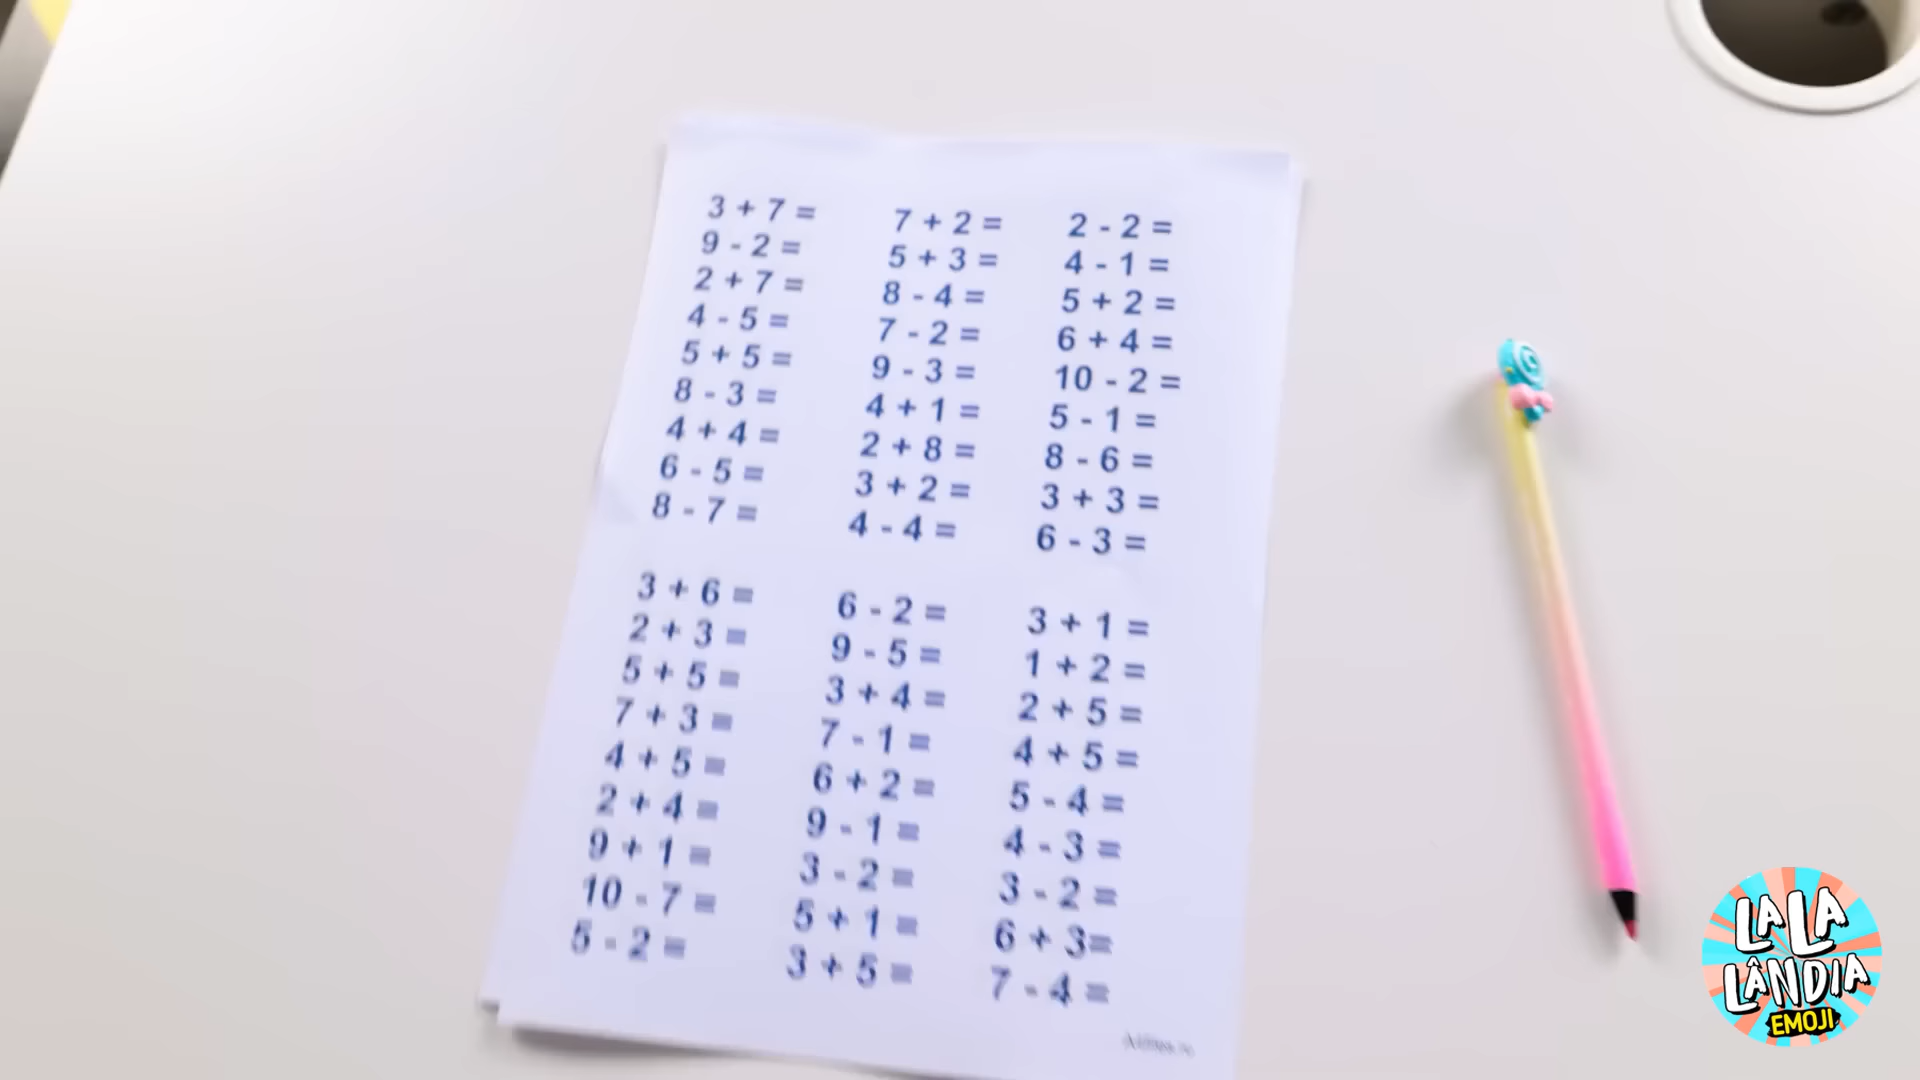 3 + 7 = 7 + 2 = 2 - 2 =
9 - 2 = 5 + 3 = 4 - 1 =
2 + 7 = 8 - 4 = 5 + 2 =
4 - 5 = 7 - 2 = 6 + 4 =
5 + 5 = 9 - 3 = 10 - 2 =
8 - 3 = 4 + 1 = 5 - 1 =
4 + 4 = 2 + 8 = 8 - 6 =
6 - 5 = 3 + 2 = 3 + 3 =
8 - 7 = 4 - 4 = 6 - 3 =
3 + 6 = 6 - 2 = 3 + 1 =
2 + 3 = 9 - 5 = 1 + 2 =
5 + 5 = 3 + 4 = 2 + 5 =
7 + 3 = 7 - 1 = 4 + 5 =
4 + 5 = 6 + 2 = 5 - 4 =
2 + 4 = 9 - 1 = 4 - 3 =
9 + 1 = 3 - 2 = 3 - 2 =
10 - 7 = 5 + 1 = 6 + 3=
5 - 2 = 3 + 5 = 7 - 4 =
LA LA
LÂNDIA
EMOJI